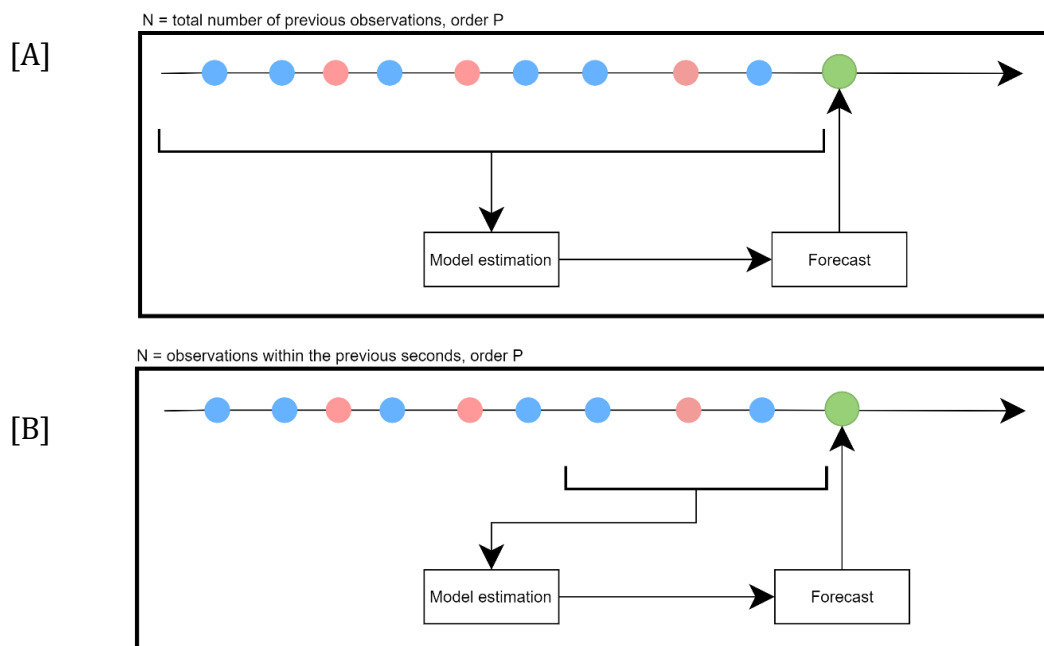 N = total number of previous observations, order P
[A]
Model estimation
Forecast
N = observations within the previous seconds, order P
[B]
Model estimation
Forecast